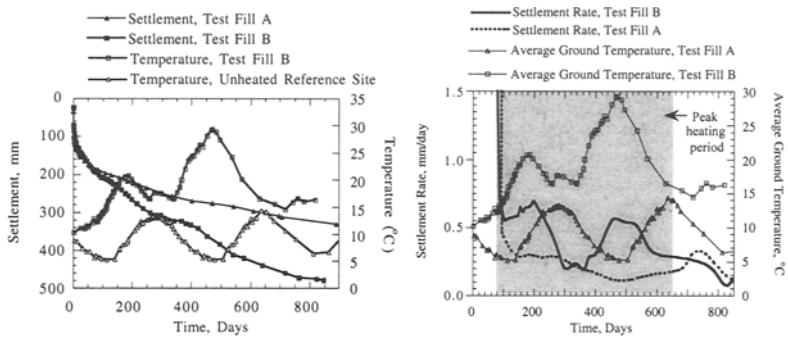 Settlement, Test Fill A
Settlement, Test Fill B
Temperature, Test Fill B
Temperature, Unheated Reference Site
0
100
200
300
400
500
Settlement, mm
35
30
25
20
15
10
5
0
Temperature (°C)
0
200
400
600
800
Time, Days
Settlement Rate, Test Fill B
Settlement Rate, Test Fill A
Average Ground Temperature, Test Fill A
Average Ground Temperature, Test Fill B
1.5
1.0
0.5
0.0
Settlement Rate, mm/day
Peak
heating
period
30
25
20
15
10
5
0
Average Ground Temperature, °C
0
200
400
600
800
Time, Days